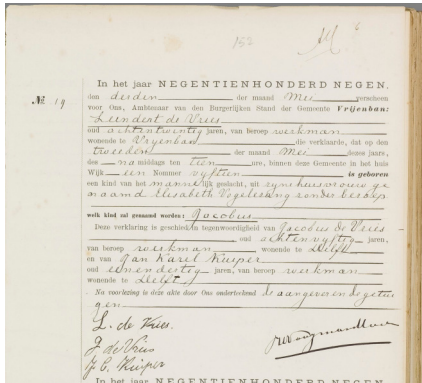 152
In het jaar NEGENTIENHONDERD NEGEN,
No. 19
den derden der maand Mei verscheen
voor Ons, Ambtenaar van den Burgerlijken Stand der Gemeente Vrijenban:
Leendert de Vries
oud achtentwintig jaren, van beroep werkman
wonende te Vrijenban die verklaarde, dat op den
tweeden der maand Mei dezes jaars,
des namiddags ten tien ure, binnen deze Gemeente in het huis
Wijk een Nommer vijftien is geboren
een kind van het mannelijk geslacht, uit zijne huisvrouw ge
naamd Elisabeth Vogelezang zonder beroep
welk kind zal genaamd worden: Jacobus
Deze verklaring is geschied in tegenwoordigheid van Jacobus de Vries
oud achtenvijftig jaren,
van beroep werkman wonende te Delft
en van Jan Karel Kuiper
oud eenendertig jaren, van beroep werkman
wonende te Delft
Na voorlezing is deze akte door Ons onderteekend de aangever en de getui
gen
L. de Vries.
J de Vries
J. C. Kuiper
In het jaar NEGENTIENHONDERD NEGEN